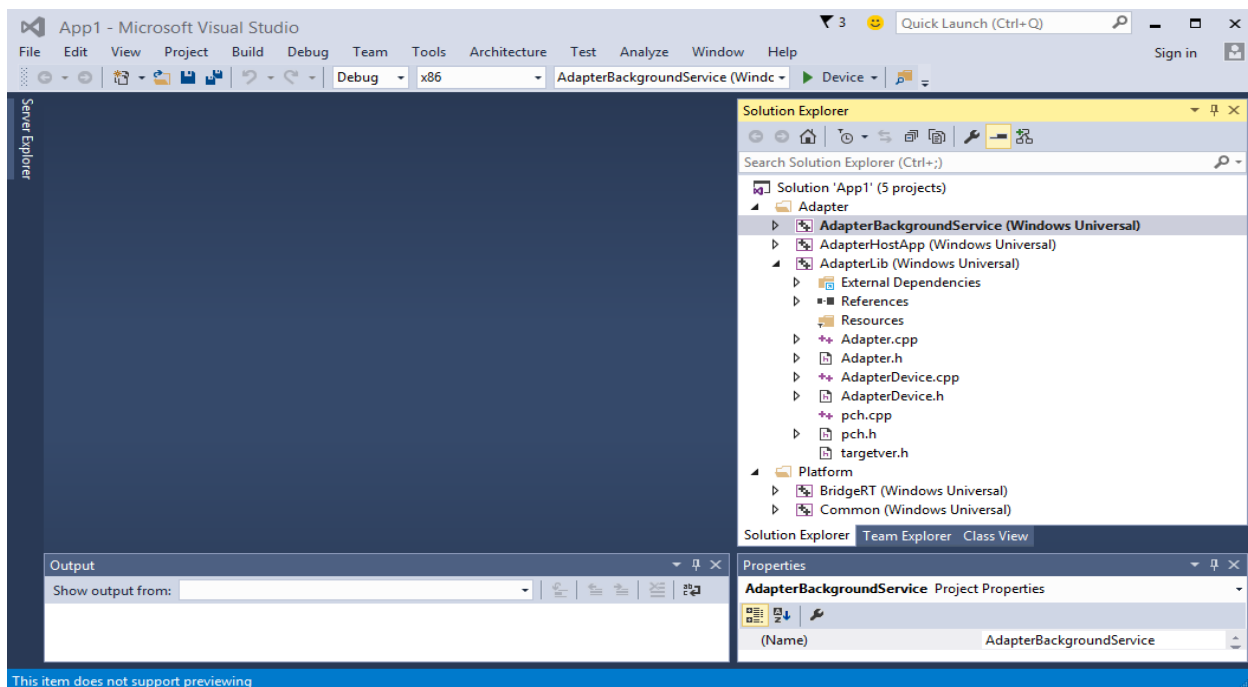 App1 - Microsoft Visual Studio
3
Quick Launch (Ctrl+Q)
File Edit View Project Build Debug Team Tools Architecture Test Analyze Window Help
Sign in
Debug
x86
AdapterBackgroundService (Windc
Device
Server Explorer
Solution Explorer
Search Solution Explorer (Ctrl+;)
Solution 'App1' (5 projects)
Adapter
AdapterBackgroundService (Windows Universal)
AdapterHostApp (Windows Universal)
AdapterLib (Windows Universal)
External Dependencies
References
Resources
Adapter.cpp
Adapter.h
AdapterDevice.cpp
AdapterDevice.h
pch.cpp
pch.h
targetver.h
Platform
BridgeRT (Windows Universal)
Common (Windows Universal)
Solution Explorer Team Explorer Class View
Output
Show output from:
Properties
AdapterBackgroundService Project Properties
(Name) AdapterBackgroundService
This item does not support previewing